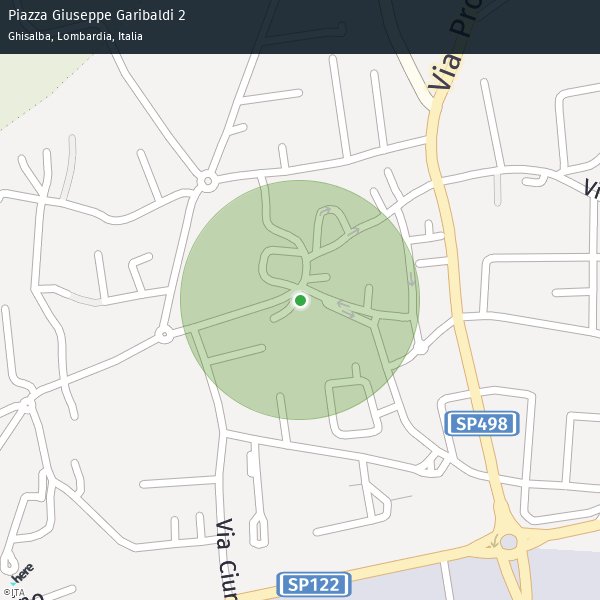 Piazza Giuseppe Garibaldi 2
Ghisalba, Lombardia, Italia
Via Pro
Vi
SP498
Via Ciur
SP122
here
©ITA